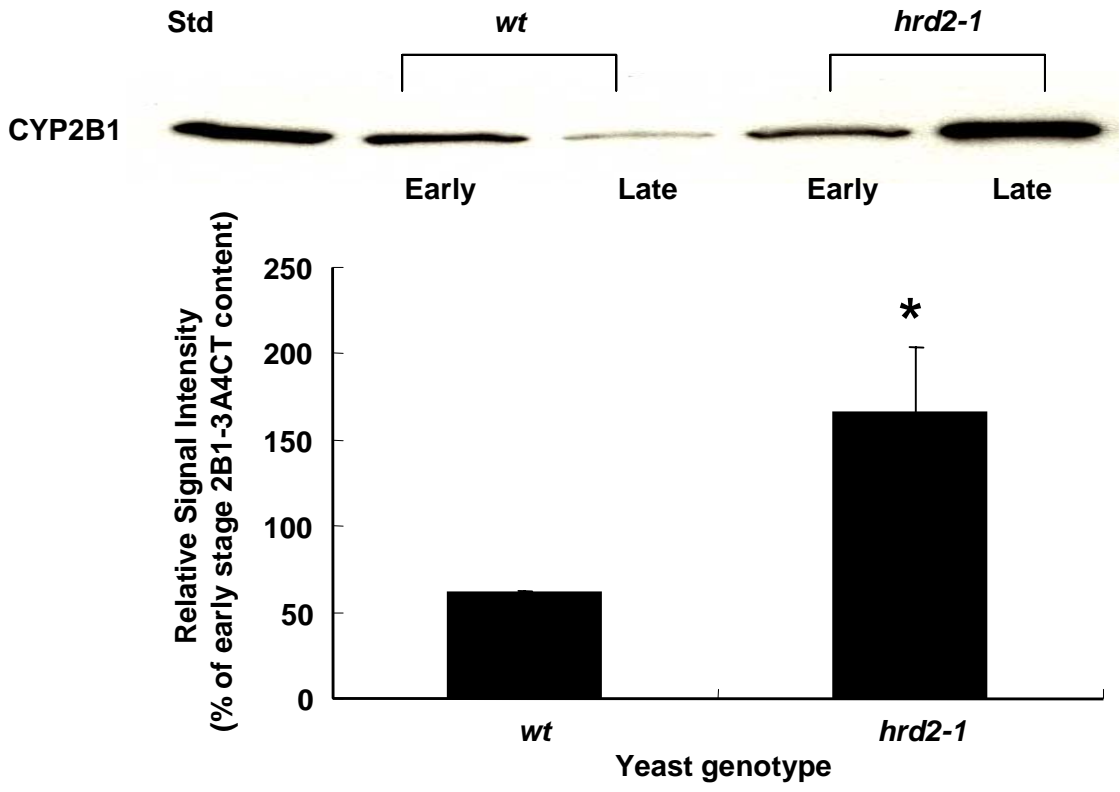 Std wt hrd2-1
CYP2B1
Early Late Early Late
Relative Signal Intensity
(% of early stage 2B1-3A4CT content)
250
200
150
100
50
0
*
wt hrd2-1
Yeast genotype